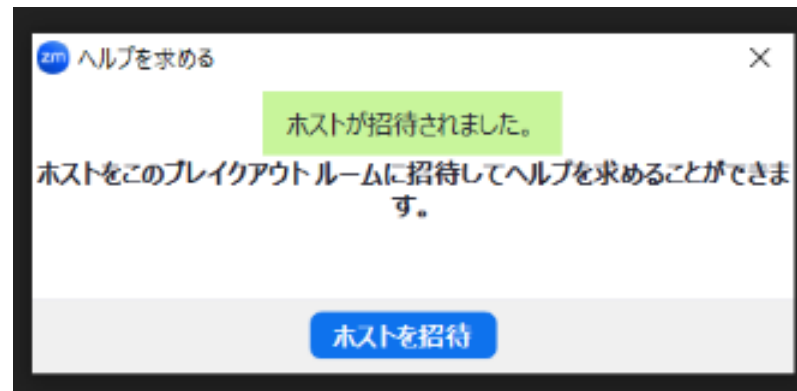 zm ヘルプを求める
ホストが招待されました。
ホストをこのブレイクアウト ルームに招待してヘルプを求めることができま
す。
ホストを招待